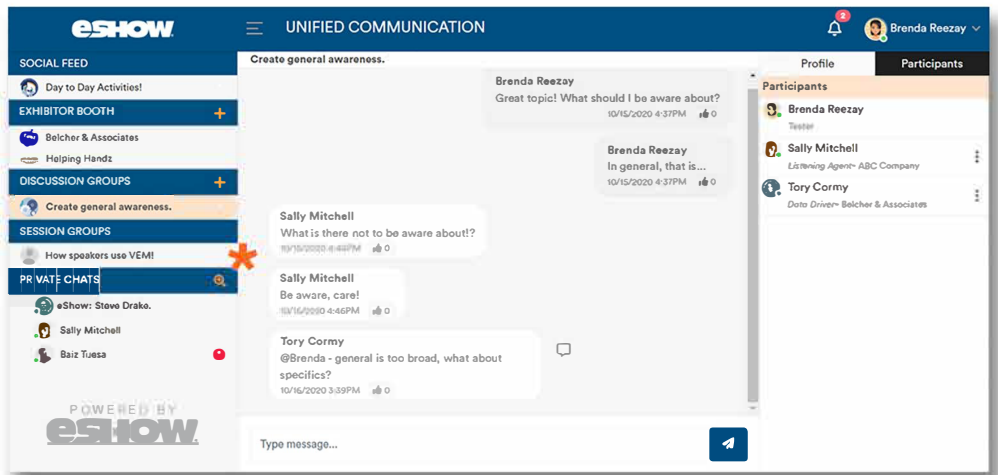 eSHOW
UNIFIED COMMUNICATION
2
Brenda Reezay
SOCIAL FEED
Day to Day Activities!
EXHIBITOR BOOTH +
Belcher & Associates
Helping Handz
DISCUSSION GROUPS +
Create general awareness.
SESSION GROUPS
How speakers use VEM!
PRIVATE CHATS
eShow: Steve Drake.
Sally Mitchell
Baiz Tuesa
POWERED BY
eSHOW.
Create general awareness.
Brenda Reezay
Great topic! What should I be aware about?
10/15/2020 4:37PM 0
Brenda Reezay
In general, that is...
10/15/2020 4:37PM 0
Sally Mitchell
What is there not to be aware about!?
10/15/2020 0
Sally Mitchell
Be aware, care!
10/15/2020 4:46PM 0
Tory Cormy
@Brenda - general is too broad, what about
specifics?
10/16/2020 3:39PM 0
Type message...
Profile
Participants
Participants
Brenda Reezay
Tester
Sally Mitchell
Listening Agent- ABC Company
Tory Cormy
Data Driver- Belcher & Associates